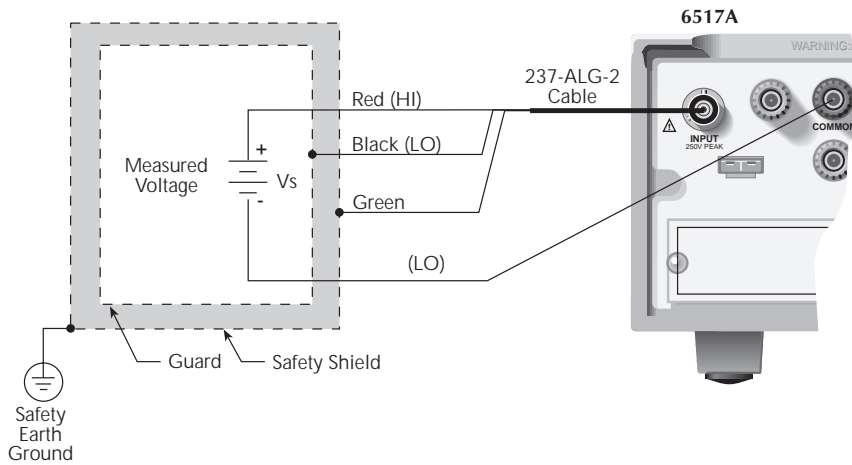 6517A
WARNING:
237-ALG-2
Cable
Red (HI)
INPUT
250V PEAK
COMMON
Black (LO)
Measured
Voltage
+
Vs
-
Green
(LO)
Guard
Safety Shield
Safety
Earth
Ground